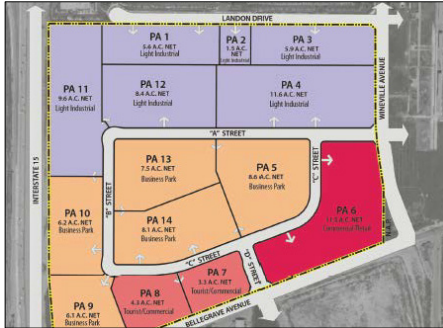 LANDON DRIVE
PA 1
5.6 A.C. NET
Light Industrial
PA 2
1.5 A.C. NET
Light Industrial
PA 3
5.9 A.C. NET
Light Industrial
PA 11
9.6 A.C. NET
Light Industrial
PA 12
8.4 A.C. NET
Light Industrial
PA 4
11.6 A.C. NET
Light Industrial
WINEVILLE AVENUE
INTERSTATE 15
"A" STREET
PA 13
7.5 A.C. NET
Business Park
PA 5
8.6 A.C. NET
Business Park
"C" STREET
"B" STREET
PA 10
6.2 A.C. NET
Business Park
PA 14
8.1 A.C. NET
Business Park
PA 6
A.C. NET
Commercial/Retail
N.A.P.
"C" STREET
"D" STREET
PA 9
6.1 A.C. NET
Business Park
PA 8
4.3 A.C. NET
Tourist/Commercial
PA 7
3.3 A.C. NET
Tourist/Commercial
BELLEGRAVE AVENUE